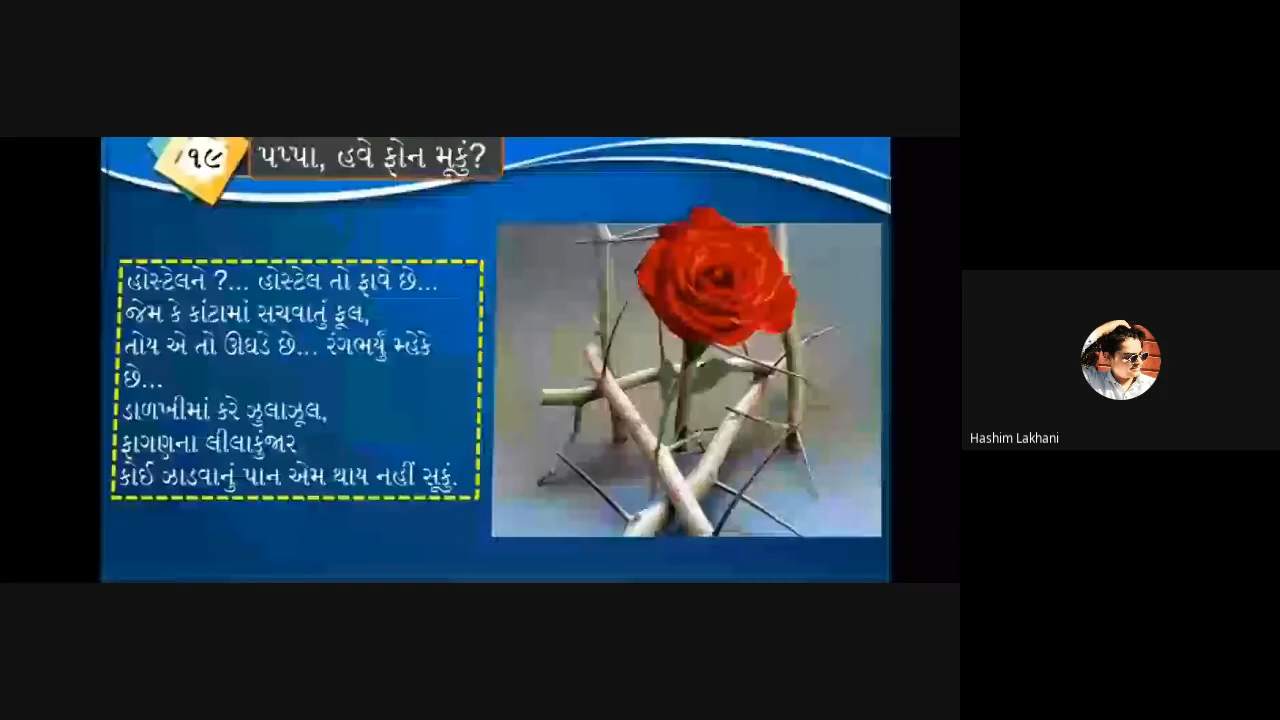 ૧૯
પપ્પા, હવે ફોન મૂકું?
હોસ્ટેલને ?... હોસ્ટેલ તો ફાવે છે...
જેમ કે કાંટામાં સચવાતું ફૂલ,
તોય એ તો ઊઘડે છે... રંગભર્યું મ્હેકે
છે...
ડાળખીમાં કરે ઝુલાઝૂલ,
ફાગણના લીલાકુંજાર
કોઈ ઝાડવાનું પાન એમ થાય નહીં સૂકું.
Hashim Lakhani